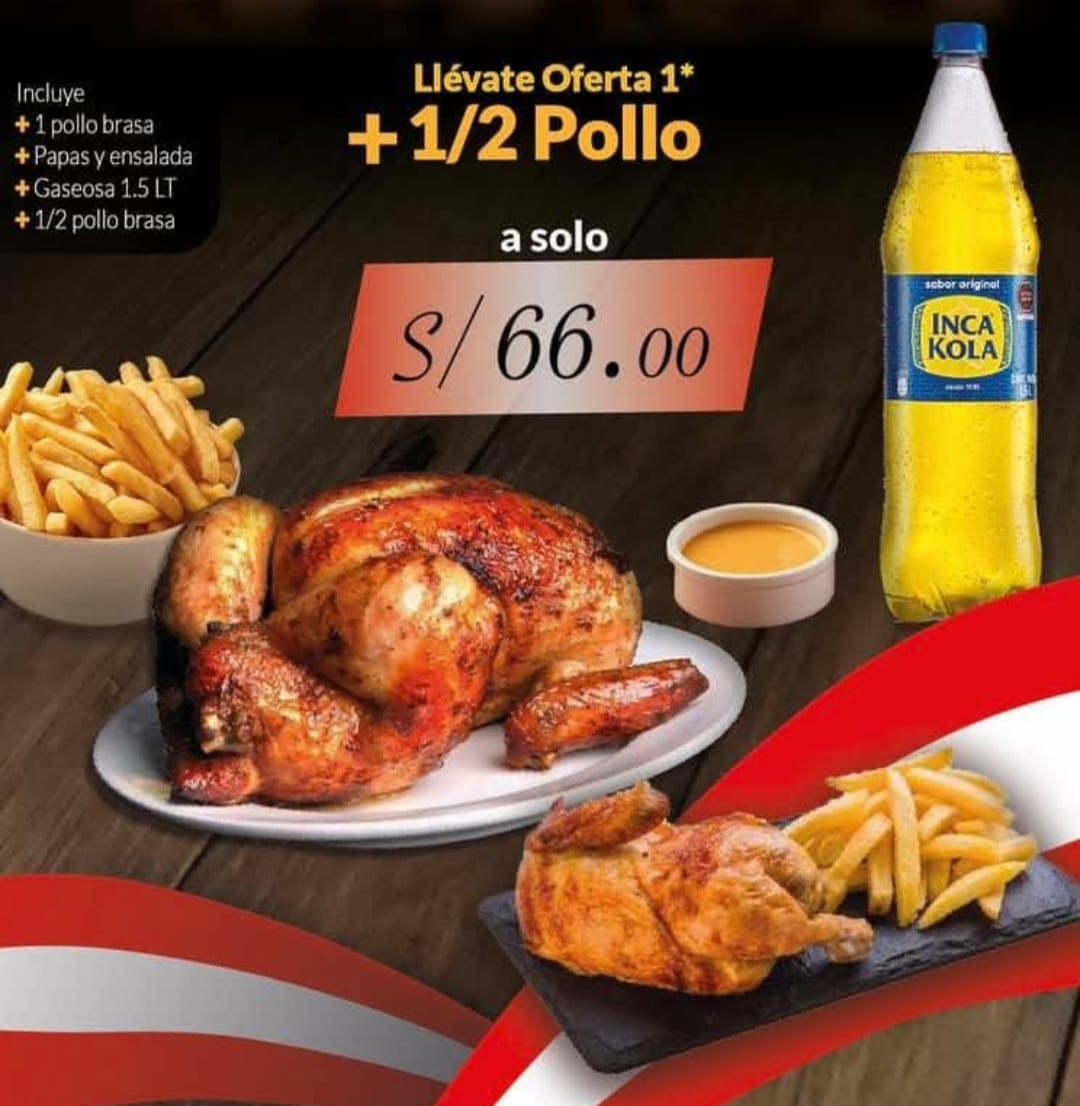 Incluye
+ 1 pollo brasa
+ Papas y ensalada
+ Gaseosa 1.5 LT
+ 1/2 pollo brasa
Llévate Oferta 1*
+ 1/2 Pollo
a solo
S/ 66.00
sabor original
INCA
KOLA